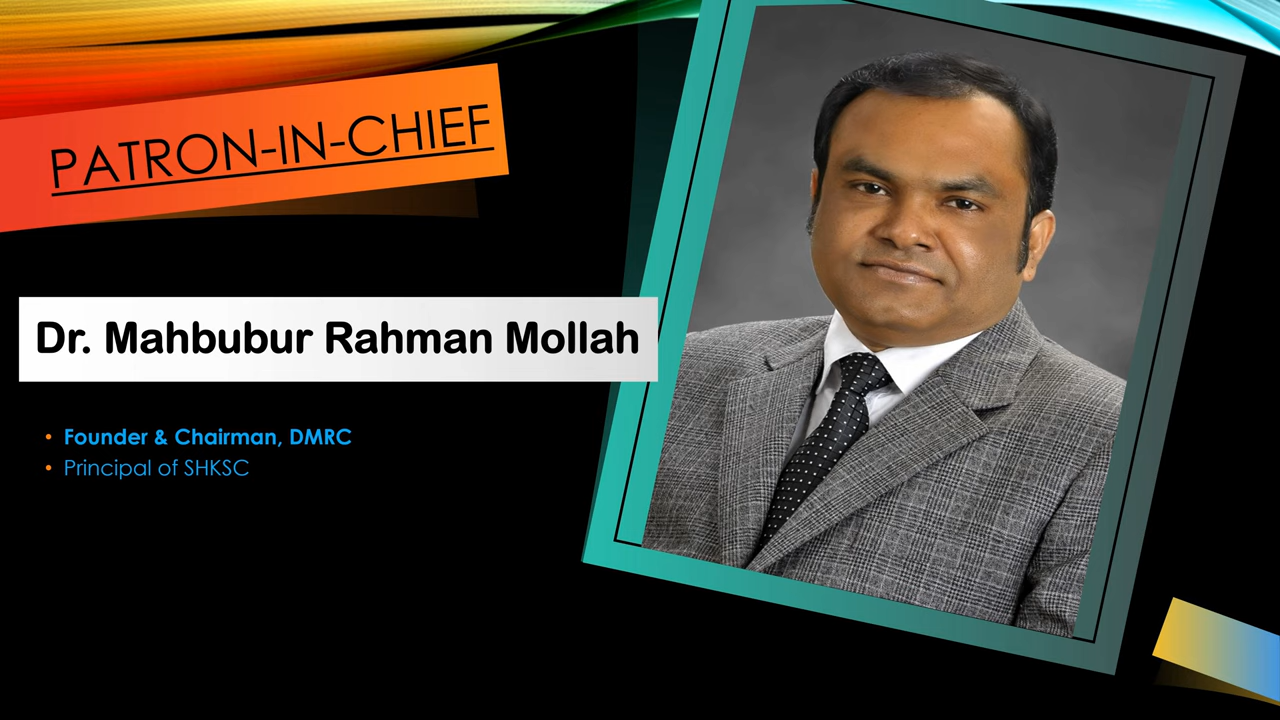 PATRON-IN-CHIEF
Dr. Mahbubur Rahman Mollah
• Founder & Chairman, DMRC
• Principal of SHKSC